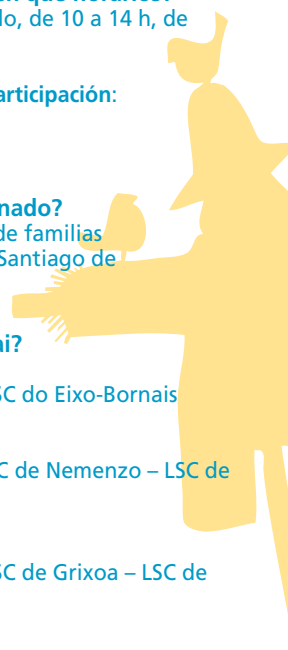 lo, de 10 a 14 h, de
articipación:
nado?
de familias
Santiago de
ai?
SC do Eixo-Bornais
C de Nemenzo – LSC de
SC de Grixoa – LSC de